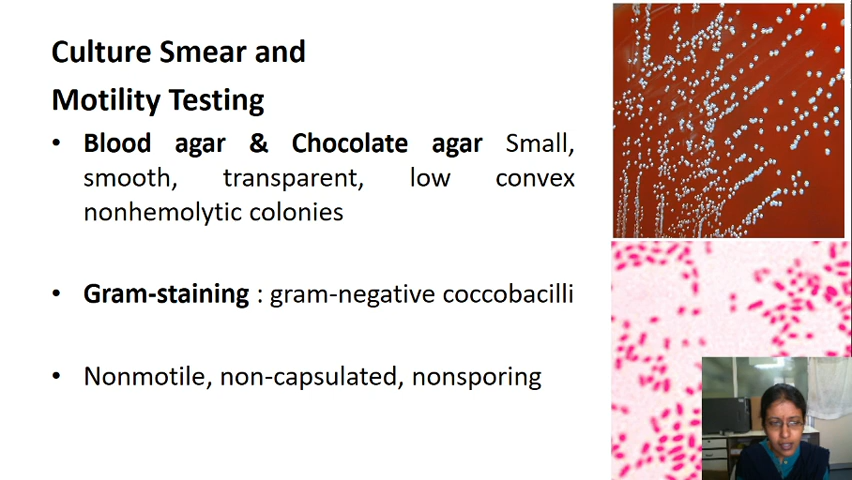 Culture Smear and
Motility Testing
• Blood agar & Chocolate agar Small,
smooth, transparent, low convex
nonhemolytic colonies
• Gram-staining : gram-negative coccobacilli
• Nonmotile, non-capsulated, nonsporing